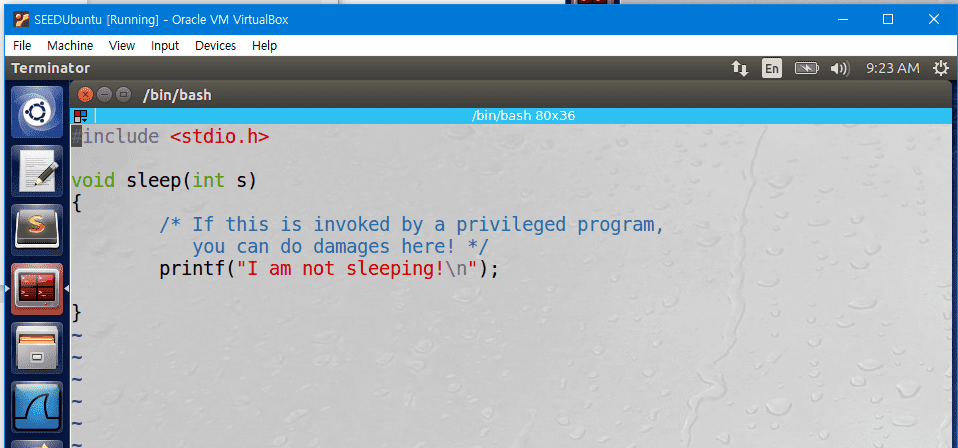 SEEDUbuntu [Running] - Oracle VM VirtualBox
File Machine View Input Devices Help
Terminator En 9:23 AM
/bin/bash
/bin/bash 80x36
#include <stdio.h>
void sleep(int s)
{
/* If this is invoked by a privileged program,
you can do damages here! */
printf("I am not sleeping!\n");
}
~
~
~
~
~
~